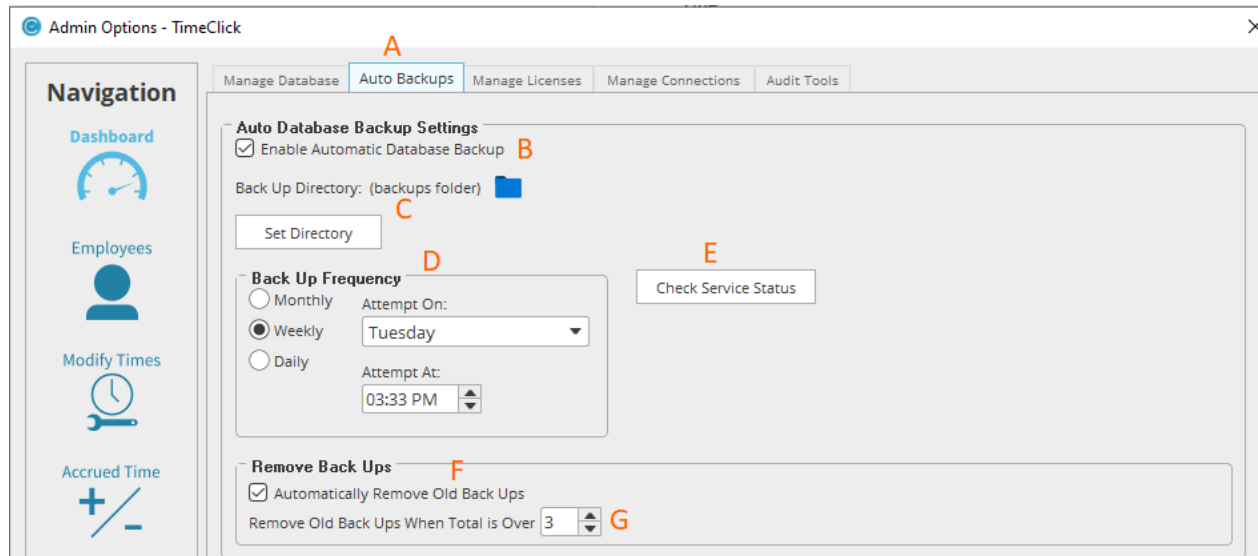 Admin Options - TimeClick
A
Manage Database Auto Backups Manage Licenses Manage Connections Audit Tools
Navigation
Dashboard
Employees
Modify Times
Accrued Time
Auto Database Backup Settings
Enable Automatic Database Backup B
Back Up Directory: (backups folder)
C
Set Directory
D
Back Up Frequency
Monthly Attempt On:
Weekly Tuesday
Daily
Attempt At:
03:33 PM
E
Check Service Status
Remove Back Ups
F
Automatically Remove Old Back Ups
Remove Old Back Ups When Total is Over 3 G